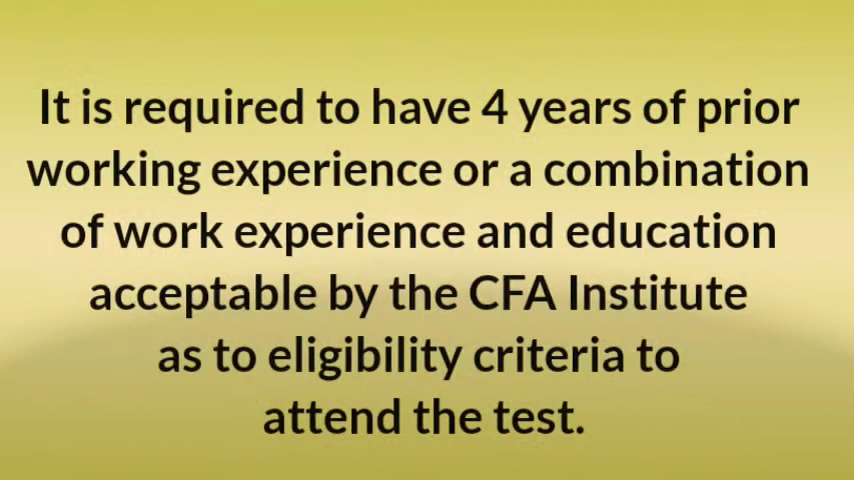 It is required to have 4 years of prior
working experience or a combination
of work experience and education
acceptable by the CFA Institute
as to eligibility criteria to
attend the test.